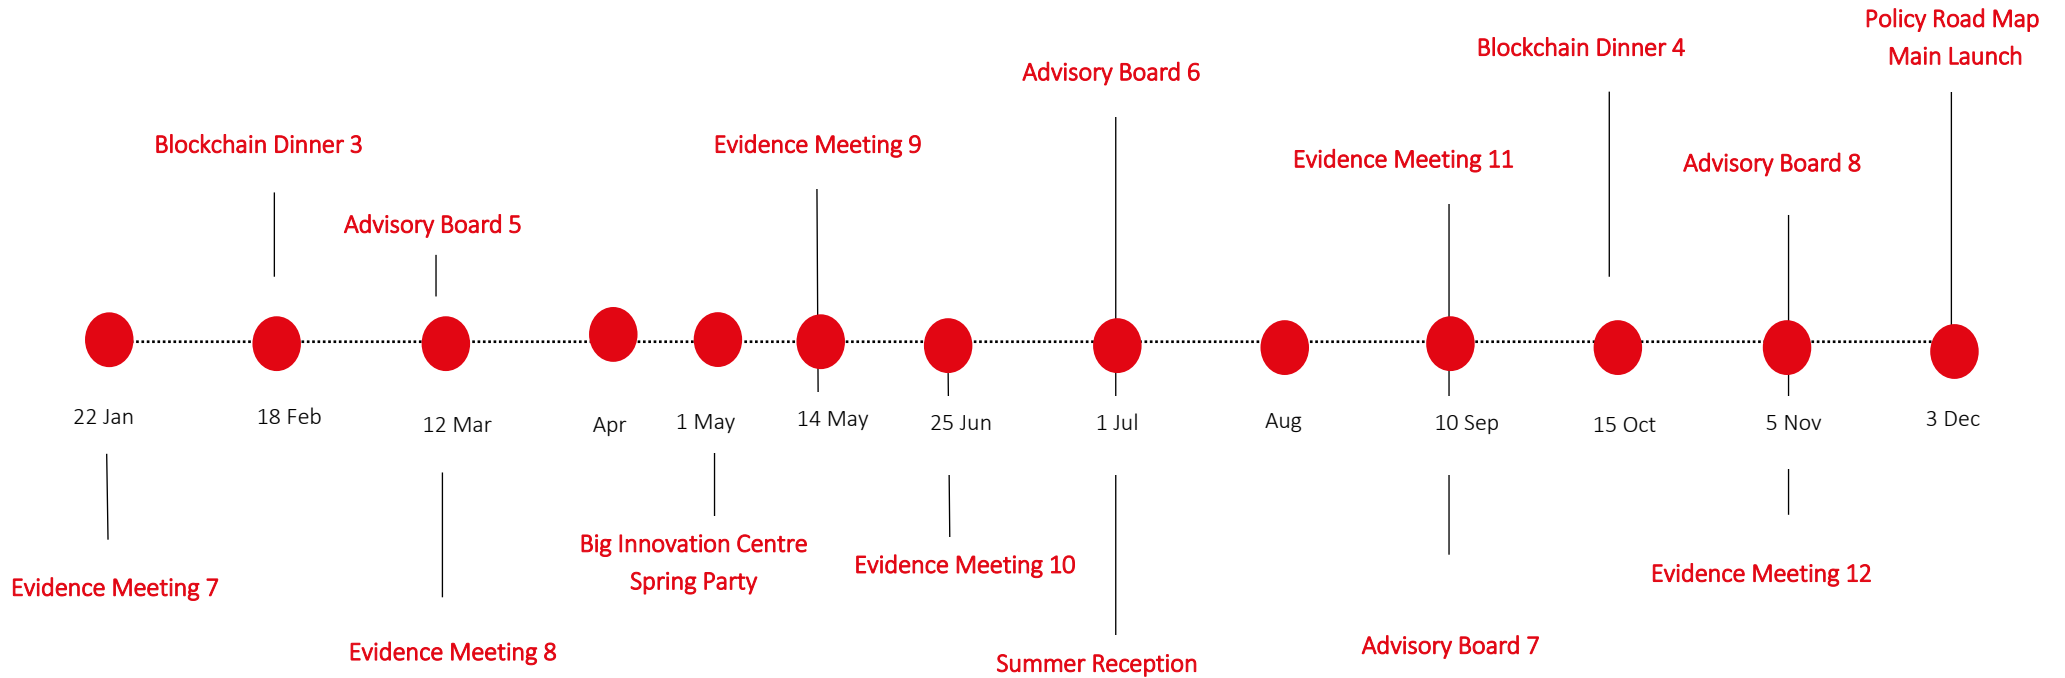 Policy Road Map
Main Launch
Blockchain Dinner 4
Advisory Board 6
Blockchain Dinner 3
Evidence Meeting 9
Evidence Meeting 11
Advisory Board 8
Advisory Board 5
22 Jan
18 Feb
12 Mar
Apr
1 May
14 May
25 Jun
1 Jul
Aug
10 Sep
15 Oct
5 Nov
3 Dec
Big Innovation Centre
Spring Party
Evidence Meeting 10
Evidence Meeting 12
Evidence Meeting 7
Evidence Meeting 8
Summer Reception
Advisory Board 7